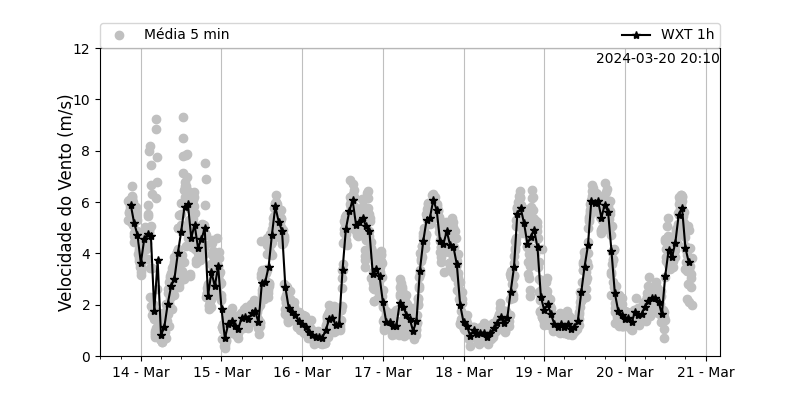 Média 5 min
WXT 1h
2024-03-20 20:10
Velocidade do Vento (m/s)
12
10
8
6
4
2
0
14 - Mar
15 - Mar
16 - Mar
17 - Mar
18 - Mar
19 - Mar
20 - Mar
21 - Mar